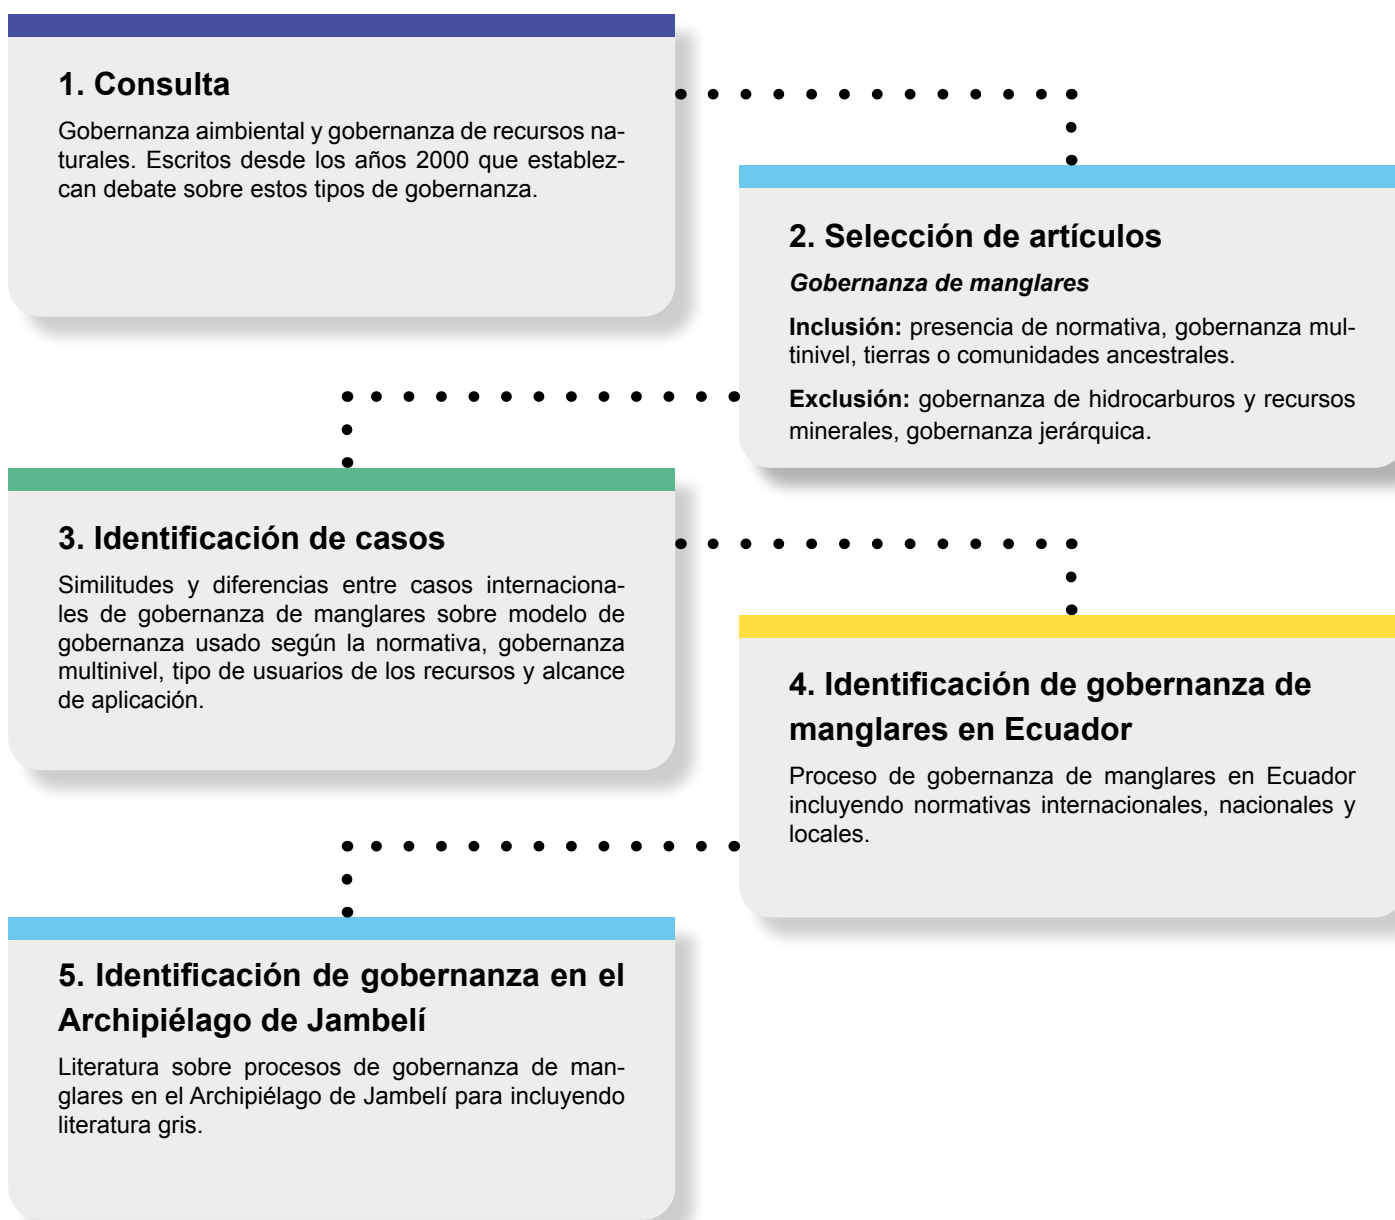 1. Consulta
Gobernanza aimbiental y gobernanza de recursos na-
turales. Escritos desde los años 2000 que establez-
can debate sobre estos tipos de gobernanza.
2. Selección de artículos
Gobernanza de manglares
Inclusión: presencia de normativa, gobernanza mul-
tinivel, tierras o comunidades ancestrales.
Exclusión: gobernanza de hidrocarburos y recursos
minerales, gobernanza jerárquica.
3. Identificación de casos
Similitudes y diferencias entre casos internaciona-
les de gobernanza de manglares sobre modelo de
gobernanza usado según la normativa, gobernanza
multinivel, tipo de usuarios de los recursos y alcance
de aplicación.
4. Identificación de gobernanza de
manglares en Ecuador
Proceso de gobernanza de manglares en Ecuador
incluyendo normativas internacionales, nacionales y
locales.
5. Identificación de gobernanza en el
Archipiélago de Jambelí
Literatura sobre procesos de gobernanza de man-
glares en el Archipiélago de Jambelí para incluyendo
literatura gris.